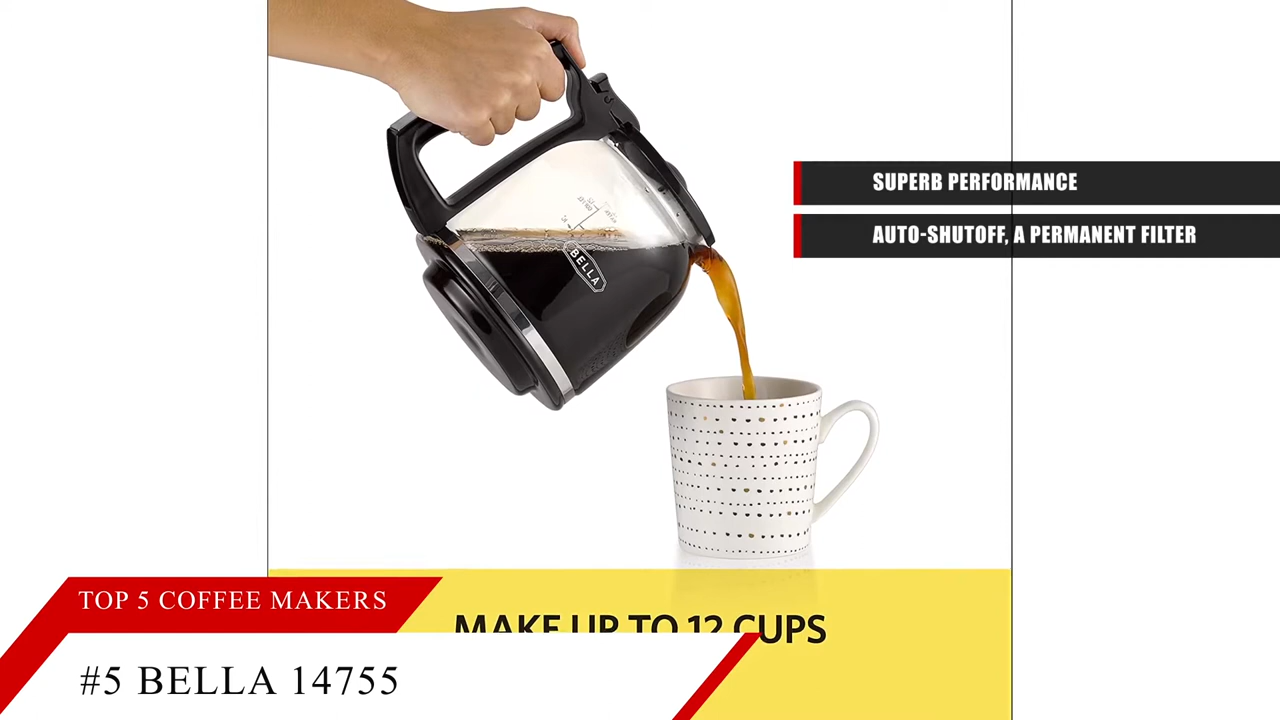 SUPERB PERFORMANCE
AUTO-SHUTOFF, A PERMANENT FILTER
BELLA
TOP 5 COFFEE MAKERS
MAKE UP TO 12 CUPS
#5 BELLA 14755